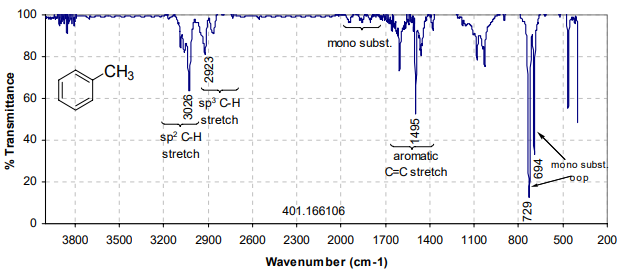 100
80
60
40
20
0
% Transmittance
CH3
3026
2923
sp3 C-H
stretch
sp2 C-H
stretch
mono subst.
1495
aromatic
C=C stretch
729
694
mono subst.
oop
401.166106
3800 3500 3200 2900 2600 2300 2000 1700 1400 1100 800 500 200
Wavenumber (cm-1)